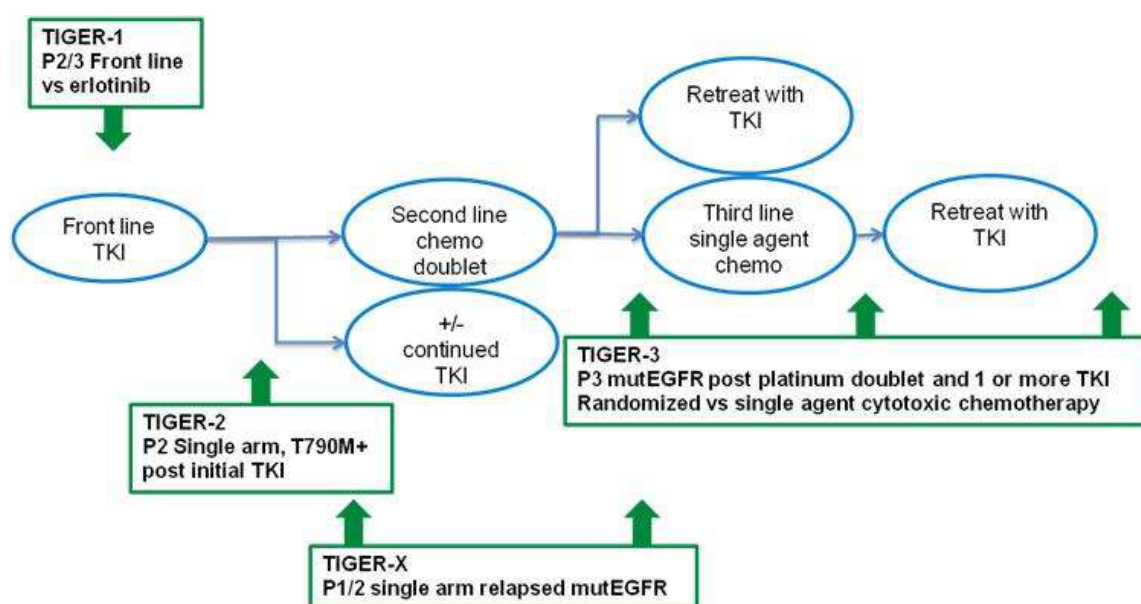 TIGER-1
P2/3 Front line
vs erlotinib
Retreat with
TKI
Front line
TKI
Second line
chemo
doublet
Third line
single agent
chemo
Retreat with
TKI
+/-
continued
TKI
TIGER-3
P3 mutEGFR post platinum doublet and 1 or more TKI
Randomized vs single agent cytotoxic chemotherapy
TIGER-2
P2 Single arm, T790M+
post initial TKI
TIGER-X
P1/2 single arm relapsed mutEGFR